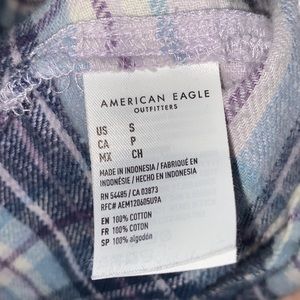 AMERICAN EAGLE
OUTFITTERS
US S
CA P
MX CH
MADE IN INDONESIA / FABRIQUÉ EN
INDONÉSIE / HECHO EN INDONESIA
RN 54485 / CA 03873
RFC# AEM120605U9A
EN 100% COTTON
FR 100% COTON
SP 100% algodón